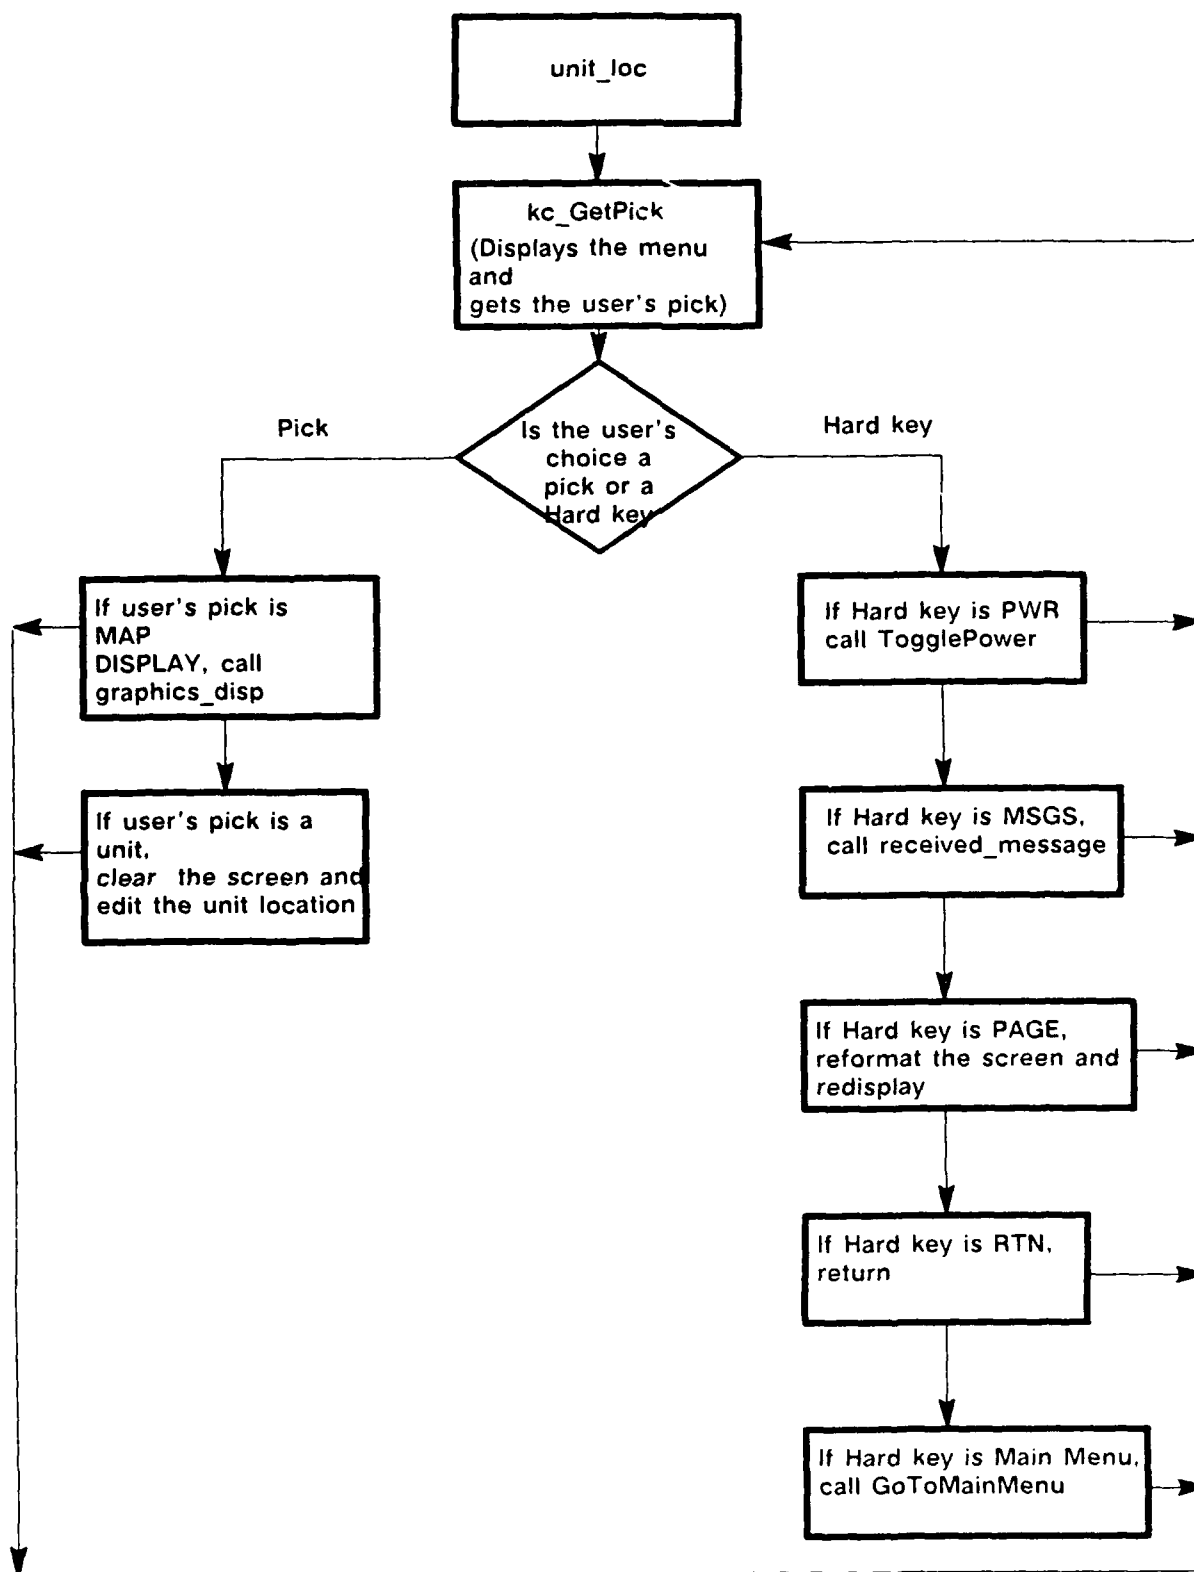 unit_loc
kc_GetPick
(Displays the menu
and
gets the user's pick)
Is the user's
choice a
pick or a
Hard key
Pick
Hard key
If user's pick is
MAP
DISPLAY, call
graphics_disp
If user's pick is a
unit,
clear the screen and
edit the unit location
If Hard key is PWR
call TogglePower
If Hard key is MSGS,
call received_message
If Hard key is PAGE,
reformat the screen and
redisplay
If Hard key is RTN,
return
If Hard key is Main Menu,
call GoToMainMenu